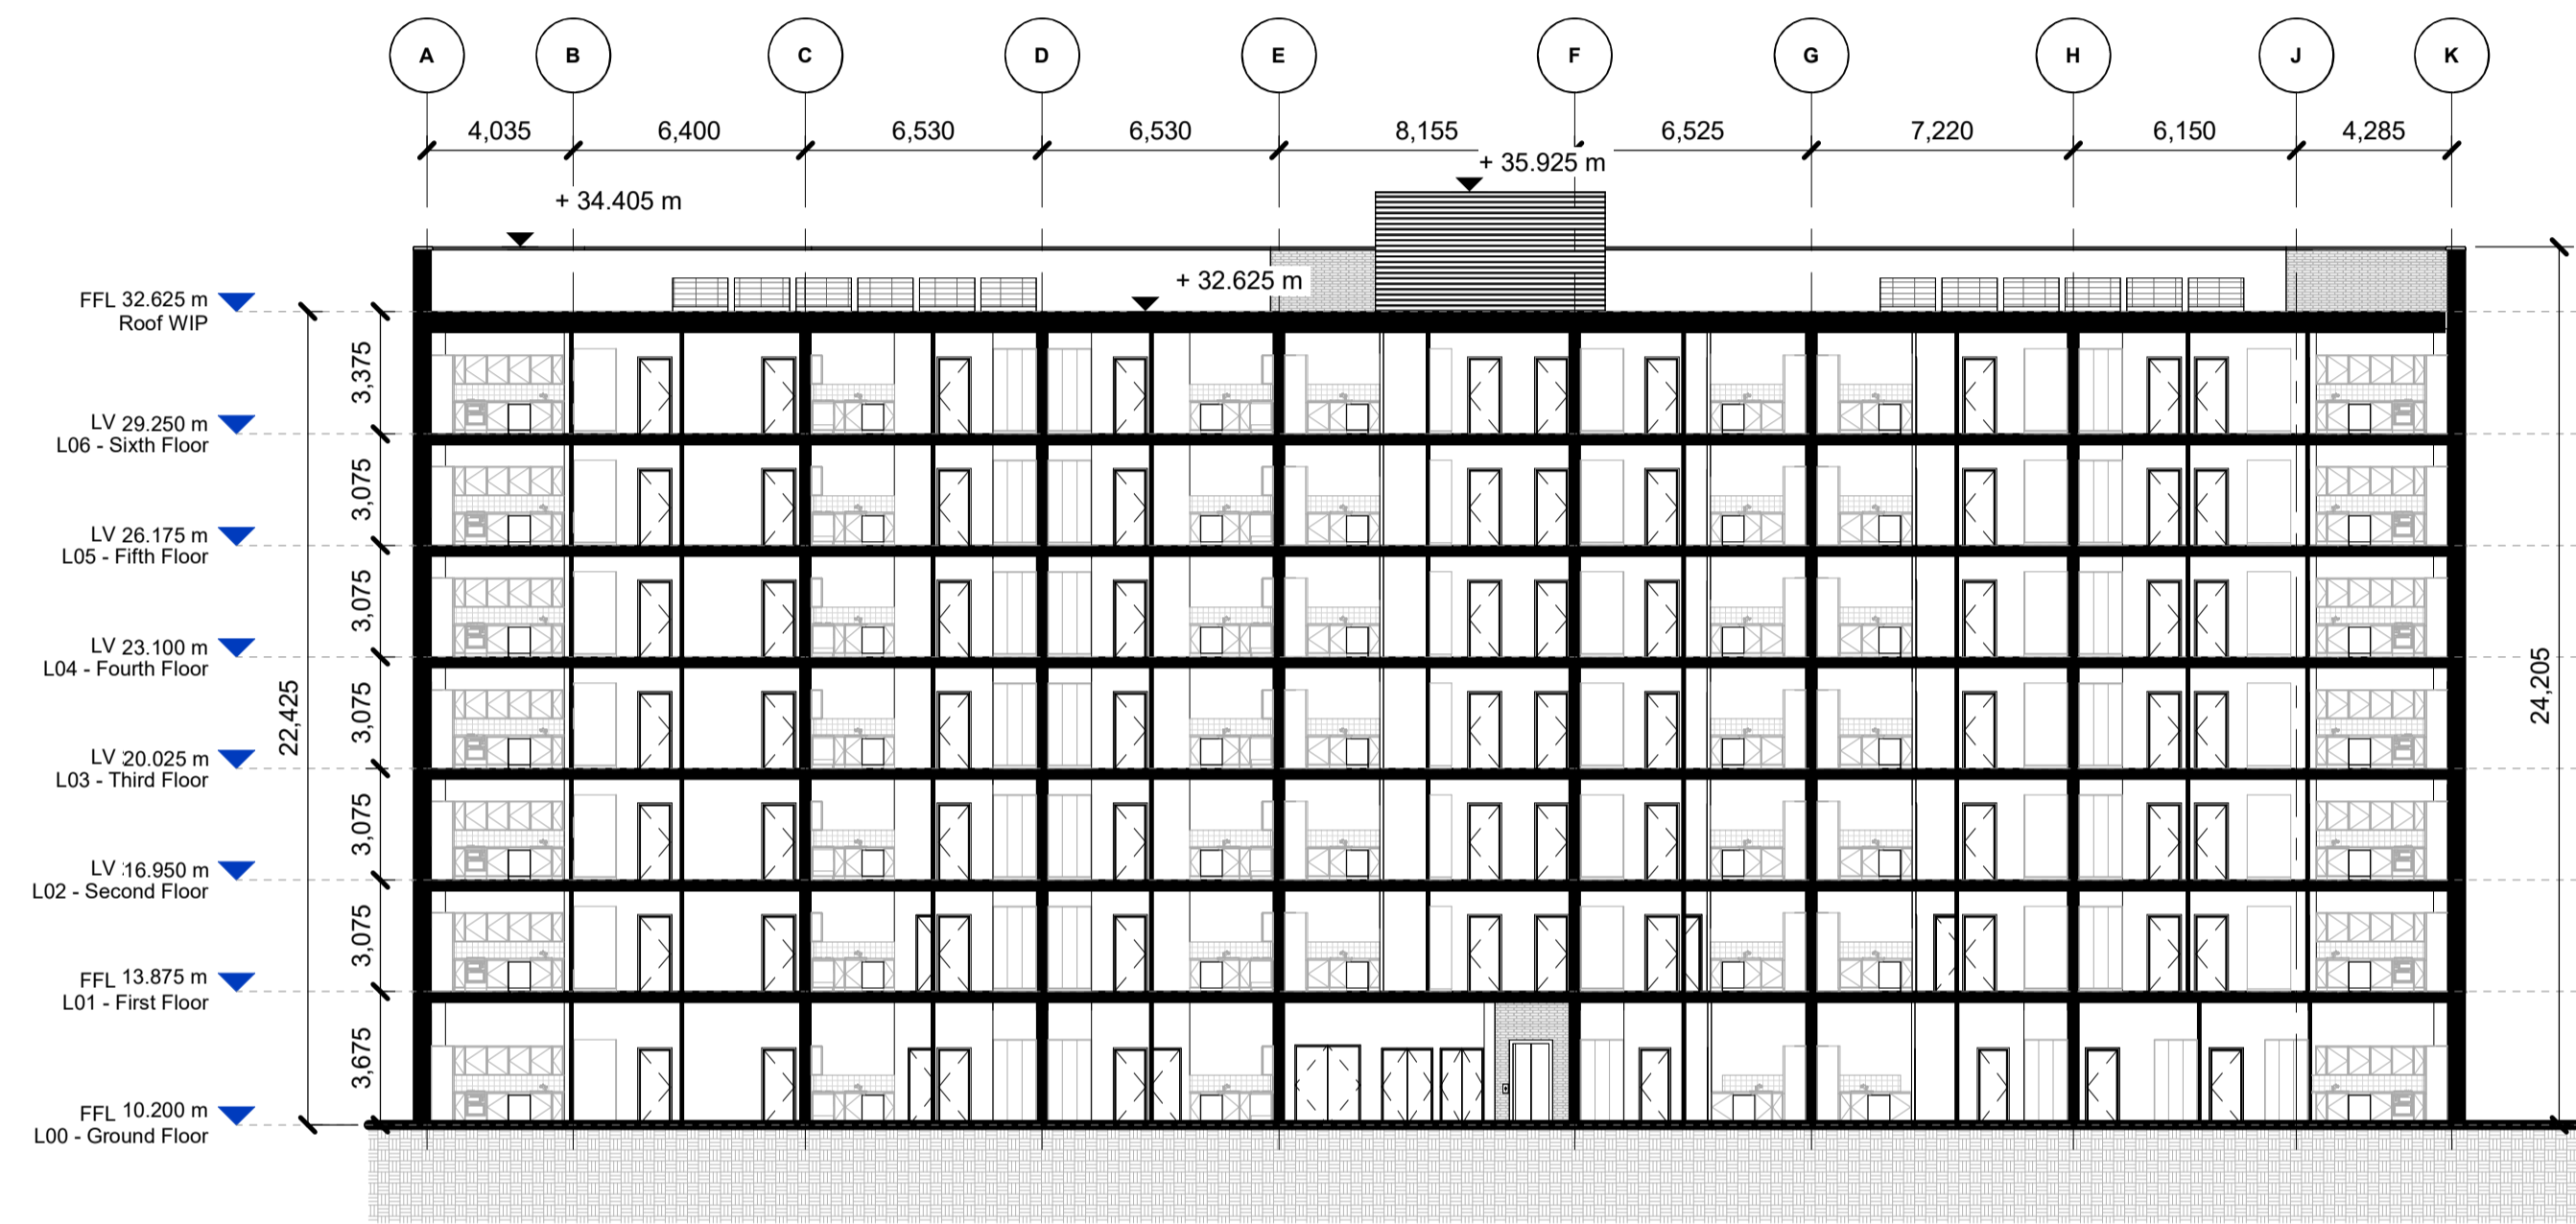 A B C D E F G H J K
4,035 6,400 6,530 6,530 8,155 6,525 7,220 6,150 4,285
+ 35.925 m
+ 34.405 m
+ 32.625 m
FFL 32.625 m
Roof WIP
3,375
LV 29.250 m
L06 - Sixth Floor
3,075
LV 26.175 m
L05 - Fifth Floor
3,075
LV 23.100 m
L04 - Fourth Floor
3,075
LV 20.025 m
L03 - Third Floor
3,075
LV 16.950 m
L02 - Second Floor
3,075
FFL 13.875 m
L01 - First Floor
3,675
FFL 10.200 m
L00 - Ground Floor
22,425
24,205